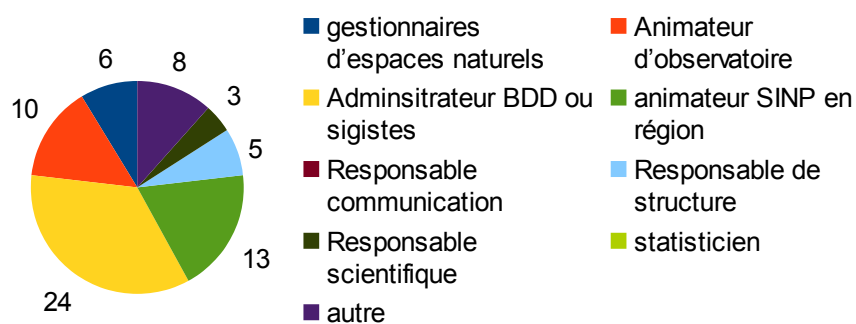 6
8
3
5
13
24
10
gestionnaires
d'espaces naturels
Animateur
d'observatoire
Adminsitrateur BDD ou
sigistes
animateur SINP en
région
Responsable
communication
Responsable de
structure
Responsable
scientifique
statisticien
autre